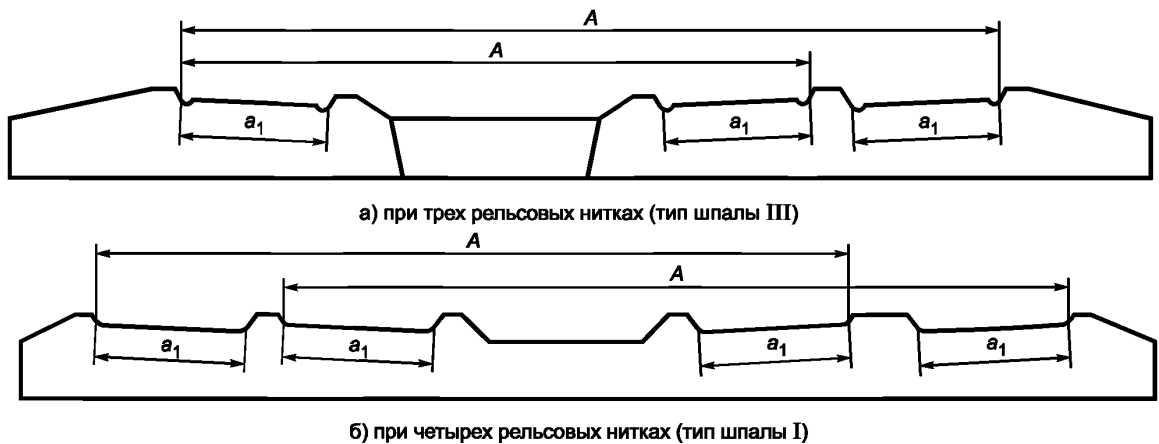 A
A
a1
a1
a1
а) при трех рельсовых нитках (тип шпалы III)
A
A
a1
a1
a1
a1
б) при четырех рельсовых нитках (тип шпалы I)